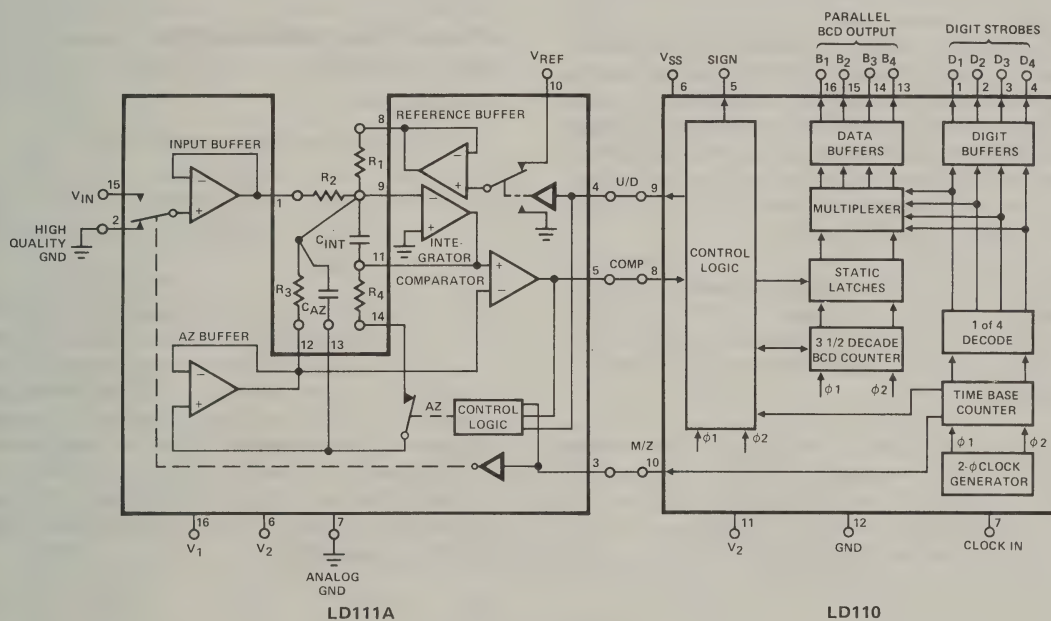 PARALLEL
BCD OUTPUT
DIGIT STROBES
VSS
SIGN
B1 B2 B3 B4
D1 D2 D3 D4
6
5
16 15 14 13
1 2 3 4
VREF
10
REFERENCE BUFFER
8
R1
INPUT BUFFER
−
+
15
VIN
2
HIGH
QUALITY
GND
1
R2
9
−
+
−
+
INTE-
GRATOR
CINT
11
COMPARATOR
+
−
R3
CAZ
R4
14
12
13
AZ BUFFER
−
+
AZ
CONTROL
LOGIC
4
U/D
9
5
COMP
8
3
M/Z
10
CONTROL
LOGIC
φ1
φ2
DATA
BUFFERS
DIGIT
BUFFERS
MULTIPLEXER
STATIC
LATCHES
3 1/2 DECADE
BCD COUNTER
φ1
φ2
1 of 4
DECODE
TIME BASE
COUNTER
φ1
φ2
2-φCLOCK
GENERATOR
16
V1
6
V2
7
ANALOG
GND
11
V2
12
GND
7
CLOCK IN
LD111A
LD110